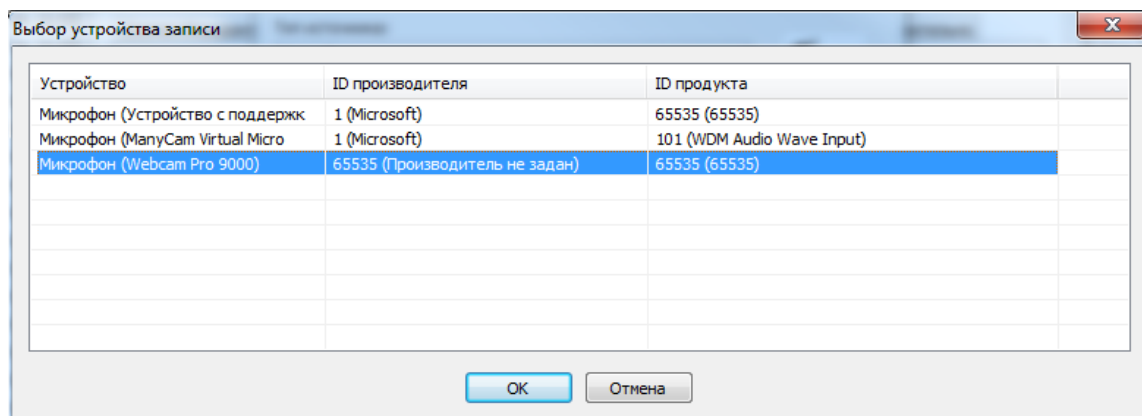 Выбор устройства записи
Устройство ID производителя ID продукта
Микрофон (Устройство с поддержк 1 (Microsoft) 65535 (65535)
Микрофон (ManyCam Virtual Micro 1 (Microsoft) 101 (WDM Audio Wave Input)
Микрофон (Webcam Pro 9000) 65535 (Производитель не задан) 65535 (65535)
OK Отмена